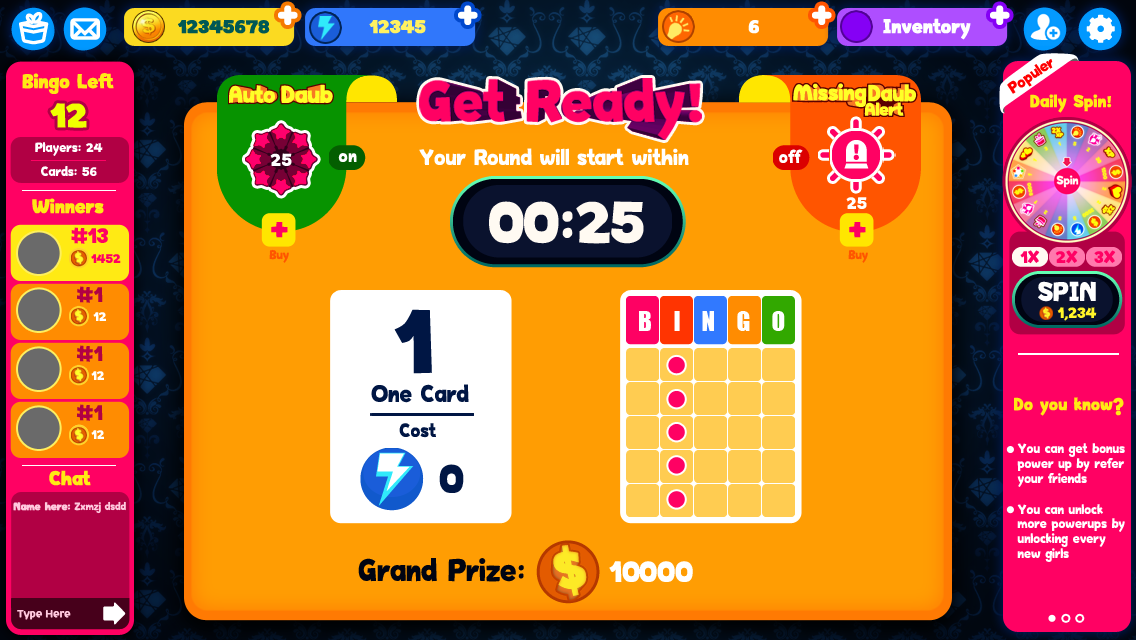 12345678
12345
6
Inventory
Bingo Left
12
Players: 24
Cards: 56
Winners
#13
1452
#1
12
#1
12
#1
12
Chat
Name here: Zxmzj dsdd
Type Here
Auto Daub
25
on
Buy
Get Ready!
Your Round will start within
00:25
Missing Daub
Alert
off
25
Buy
1
One Card
Cost
0
B I N G O
Grand Prize: $ 10000
Populer
Daily Spin!
Spin
1X 2X 3X
SPIN
1,234
Do you know?
• You can get bonus
power up by refer
your friends
• You can unlock
more powerups by
unlocking every
new girls